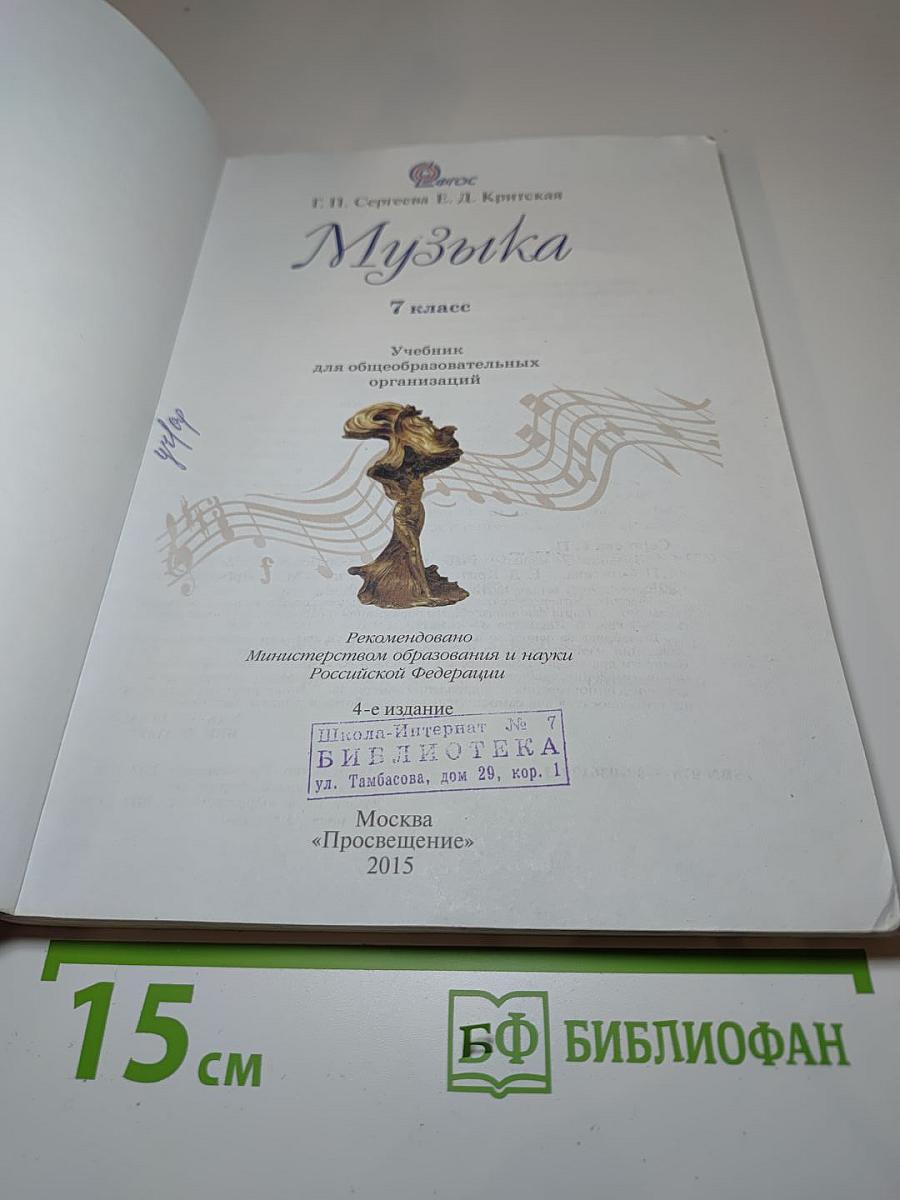 ФГОС
Г. П. Сергеева Е. Д. Критская
Музыка
7 класс
Учебник
для общеобразовательных
организаций
Рекомендовано
Министерством образования и науки
Российской Федерации
4-е издание
Школа-Интернат № 7
БИБЛИОТЕКА
ул. Тамбасова, дом 29, кор. 1
Москва
«Просвещение»
2015
15 см
БФ БИБЛИОФАН